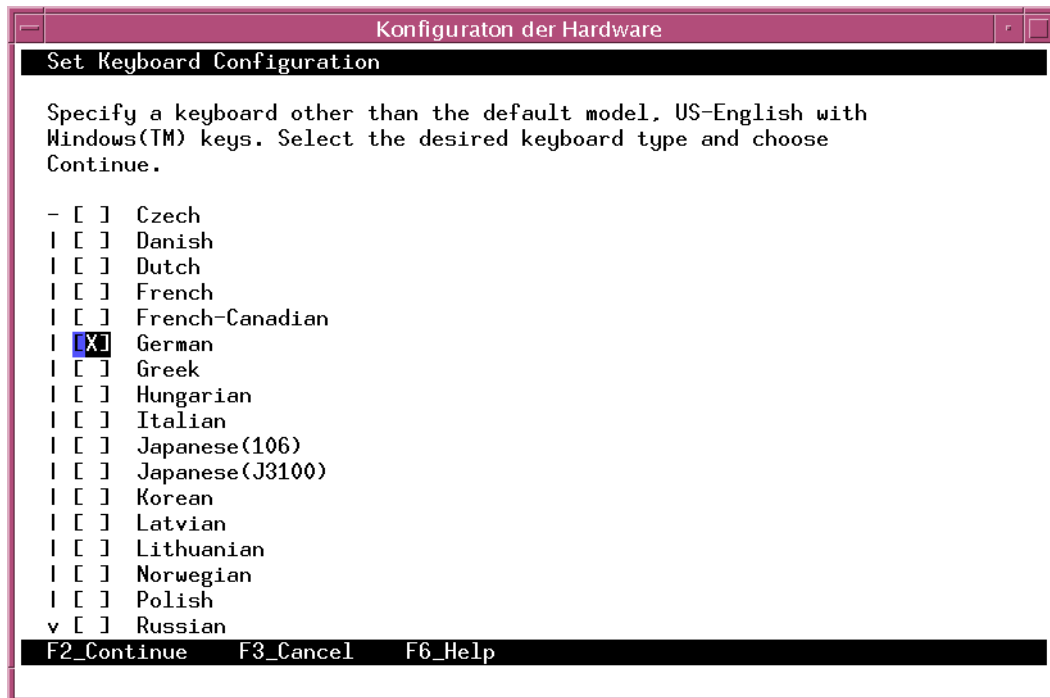 Konfiguraton der Hardware
Set Keyboard Configuration
Specify a keyboard other than the default model, US-English with
Windows(TM) keys. Select the desired keyboard type and choose
Continue.
- [ ] Czech
| [ ] Danish
| [ ] Dutch
| [ ] French
| [ ] French-Canadian
| [X] German
| [ ] Greek
| [ ] Hungarian
| [ ] Italian
| [ ] Japanese(106)
| [ ] Japanese(J3100)
| [ ] Korean
| [ ] Latvian
| [ ] Lithuanian
| [ ] Norwegian
| [ ] Polish
v [ ] Russian
F2_Continue F3_Cancel F6_Help